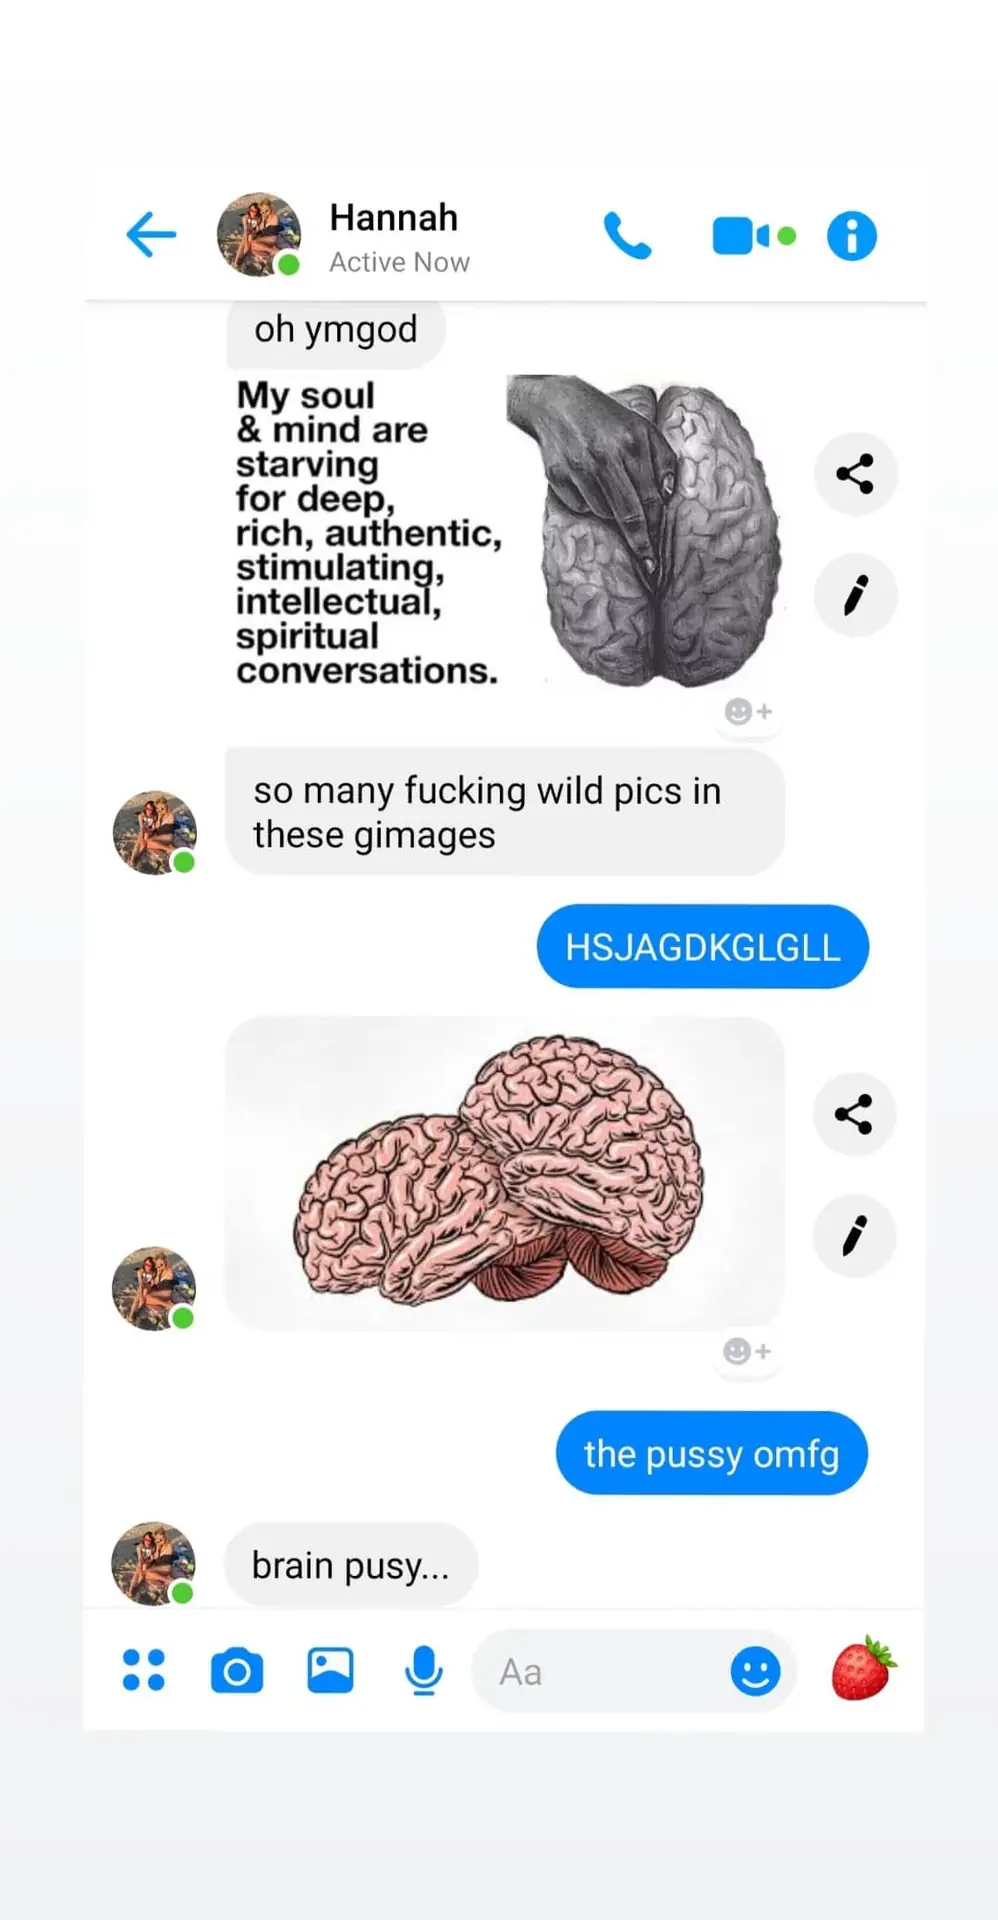 Hannah
Active Now
oh ymgod
My soul
& mind are
starving
for deep,
rich, authentic,
stimulating,
intellectual,
spiritual
conversations.
so many fucking wild pics in
these gimages
HSJAGDKGLGLL
the pussy omfg
brain pusy...
Aa